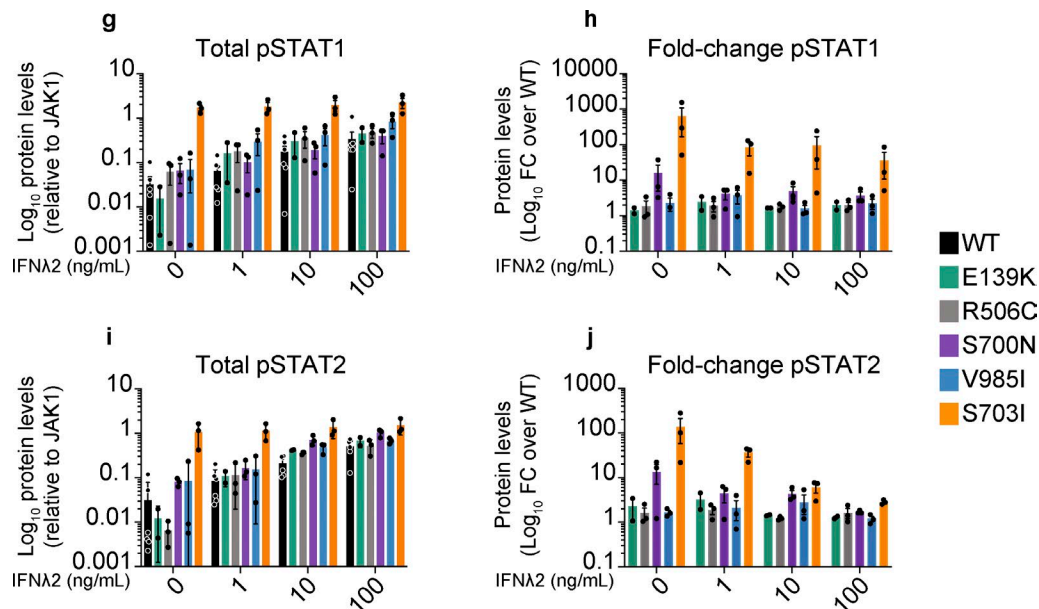 g
Total pSTAT1
Log10 protein levels
(relative to JAK1)
10
1
0.1
0.01
0.001
IFNλ2 (ng/mL)
0
1
10
100
h
Fold-change pSTAT1
Protein levels
(Log10 FC over WT)
10000
1000
100
10
1
0.1
IFNλ2 (ng/mL)
0
1
10
100
WT
E139K
R506C
S700N
V985I
S703I
i
Total pSTAT2
Log10 protein levels
(relative to JAK1)
10
1
0.1
0.01
0.001
IFNλ2 (ng/mL)
0
1
10
100
j
Fold-change pSTAT2
Protein levels
(Log10 FC over WT)
1000
100
10
1
0.1
IFNλ2 (ng/mL)
0
1
10
100